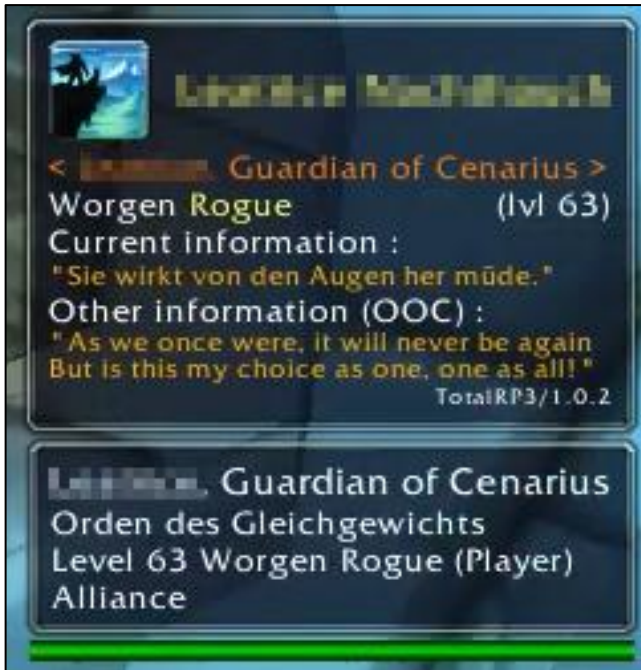 < Guardian of Cenarius >
Worgen Rogue (lvl 63)
Current information :
"Sie wirkt von den Augen her müde."
Other information (OOC) :
"As we once were, it will never be again
But is this my choice as one, one as all!"
TotalRP3/1.0.2
Guardian of Cenarius
Orden des Gleichgewichts
Level 63 Worgen Rogue (Player)
Alliance